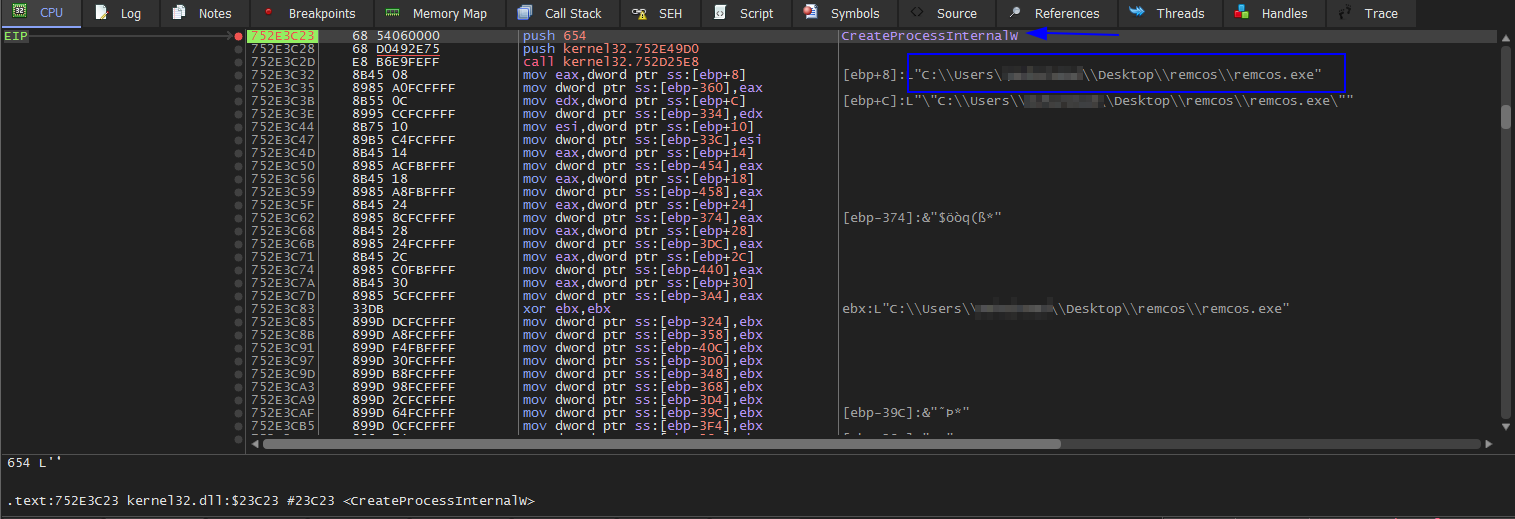 CPU Log Notes Breakpoints Memory Map Call Stack SEH Script Symbols Source References Threads Handles Trace
EIP 752E3C23 68 54060000 push 654 CreateProcessInternalW
752E3C28 68 D0492E75 push kernel32.752E49D0
752E3C2D E8 B6E9FEFF call kernel32.752D25E8
752E3C32 8B45 08 mov eax,dword ptr ss:[ebp+8] [ebp+8]:L"C:\\Users\ \\Desktop\\remcos\\remcos.exe"
752E3C35 8985 A0FCFFFF mov dword ptr ss:[ebp-360],eax
752E3C3B 8B55 0C mov edx,dword ptr ss:[ebp+C] [ebp+C]:L"\"C:\\Users\\ \Desktop\\remcos\\remcos.exe\""
752E3C3E 8995 CCFCFFFF mov dword ptr ss:[ebp-334],edx
752E3C44 8B75 10 mov esi,dword ptr ss:[ebp+10]
752E3C47 89B5 C4FCFFFF mov dword ptr ss:[ebp-33C],esi
752E3C4D 8B45 14 mov eax,dword ptr ss:[ebp+14]
752E3C50 8985 ACFBFFFF mov dword ptr ss:[ebp-454],eax
752E3C56 8B45 18 mov eax,dword ptr ss:[ebp+18]
752E3C59 8985 A8FBFFFF mov dword ptr ss:[ebp-458],eax
752E3C5F 8B45 24 mov eax,dword ptr ss:[ebp+24]
752E3C62 8985 8CFCFFFF mov dword ptr ss:[ebp-374],eax [ebp-374]:&"$öòq(ß*"
752E3C68 8B45 28 mov eax,dword ptr ss:[ebp+28]
752E3C6B 8985 24FCFFFF mov dword ptr ss:[ebp-3DC],eax
752E3C71 8B45 2C mov eax,dword ptr ss:[ebp+2C]
752E3C74 8985 C0FBFFFF mov dword ptr ss:[ebp-440],eax
752E3C7A 8B45 30 mov eax,dword ptr ss:[ebp+30]
752E3C7D 8985 5CFCFFFF mov dword ptr ss:[ebp-3A4],eax
752E3C83 33DB xor ebx,ebx ebx:L"C:\\Users\\ \\Desktop\\remcos\\remcos.exe"
752E3C85 899D DCFCFFFF mov dword ptr ss:[ebp-324],ebx
752E3C8B 899D A8FCFFFF mov dword ptr ss:[ebp-358],ebx
752E3C91 899D F4FBFFFF mov dword ptr ss:[ebp-40C],ebx
752E3C97 899D 30FCFFFF mov dword ptr ss:[ebp-3D0],ebx
752E3C9D 899D B8FCFFFF mov dword ptr ss:[ebp-348],ebx
752E3CA3 899D 98FCFFFF mov dword ptr ss:[ebp-368],ebx
752E3CA9 899D 2CFCFFFF mov dword ptr ss:[ebp-3D4],ebx
752E3CAF 899D 64FCFFFF mov dword ptr ss:[ebp-39C],ebx [ebp-39C]:&"ˆÞ*"
752E3CB5 899D 0CFCFFFF mov dword ptr ss:[ebp-3F4],ebx
654 L''
.text:752E3C23 kernel32.dll:$23C23 #23C23 <CreateProcessInternalW>